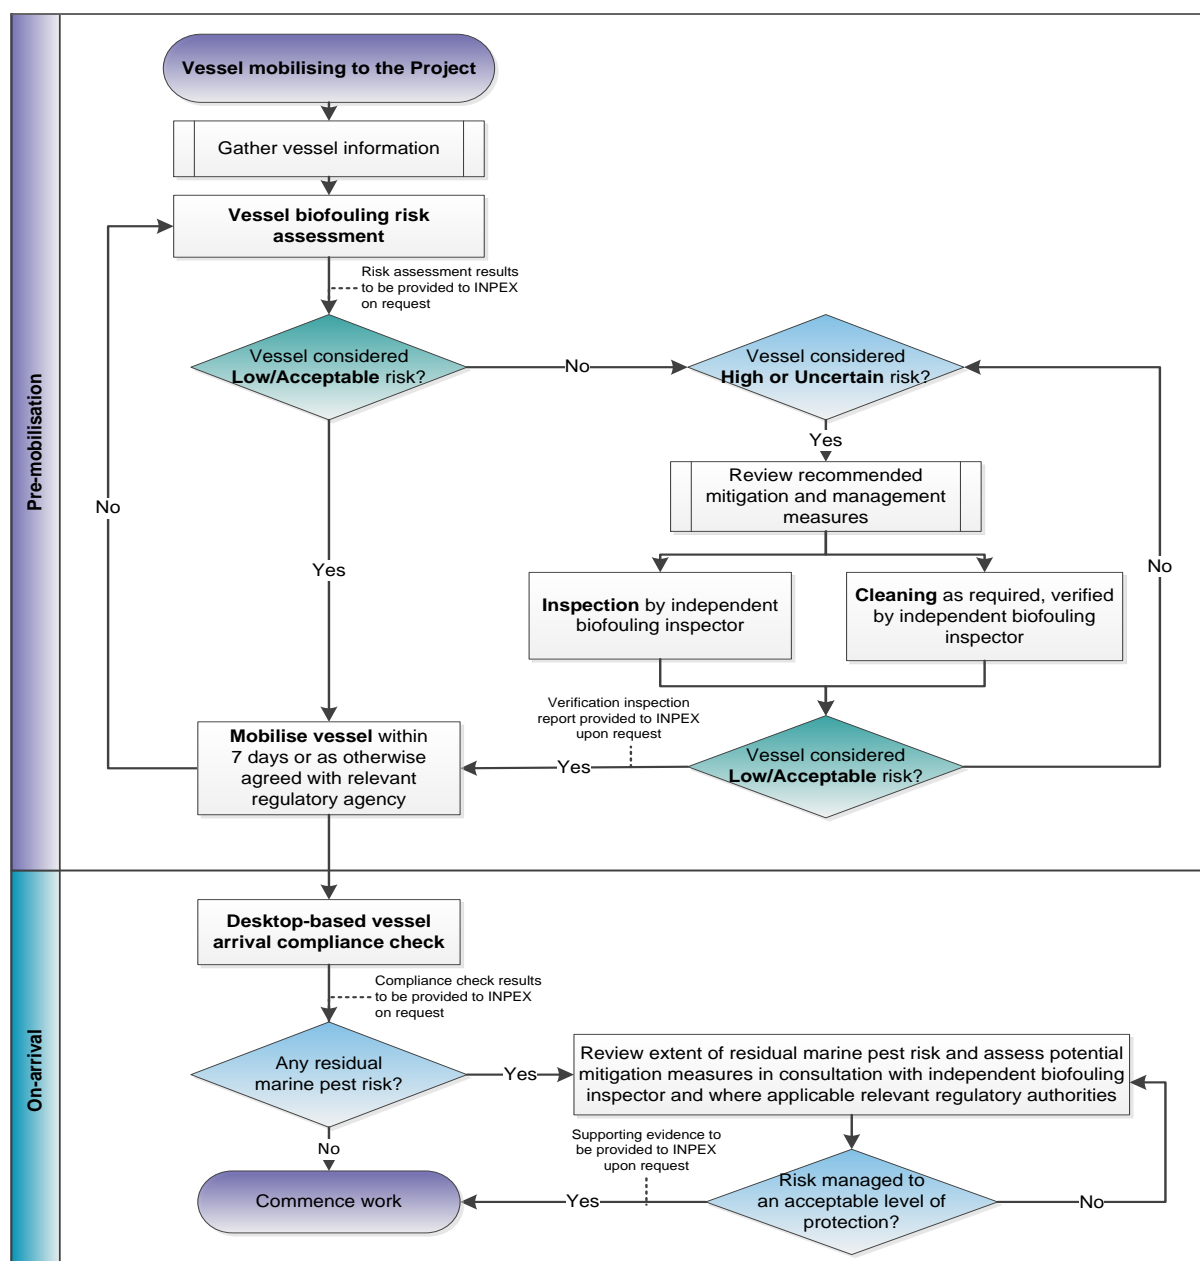 Pre-mobilisation
Vessel mobilising to the Project
Gather vessel information
Vessel biofouling risk
assessment
Risk assessment results
to be provided to INPEX
on request
Vessel considered
Low/Acceptable risk?
No
Vessel considered
High or Uncertain risk?
Yes
Review recommended
mitigation and management
measures
No
Yes
No
Inspection by independent
biofouling inspector
Cleaning as required, verified
by independent biofouling
inspector
Verification inspection
report provided to INPEX
upon request
Mobilise vessel within
7 days or as otherwise
agreed with relevant
regulatory agency
Yes
Vessel considered
Low/Acceptable risk?
On-arrival
Desktop-based vessel
arrival compliance check
Compliance check results
to be provided to INPEX
on request
Any residual
marine pest risk?
Yes
Review extent of residual marine pest risk and assess potential
mitigation measures in consultation with independent biofouling
inspector and where applicable relevant regulatory authorities
No
Supporting evidence to
be provided to INPEX
upon request
Commence work
Yes
Risk managed to
an acceptable level of
protection?
No